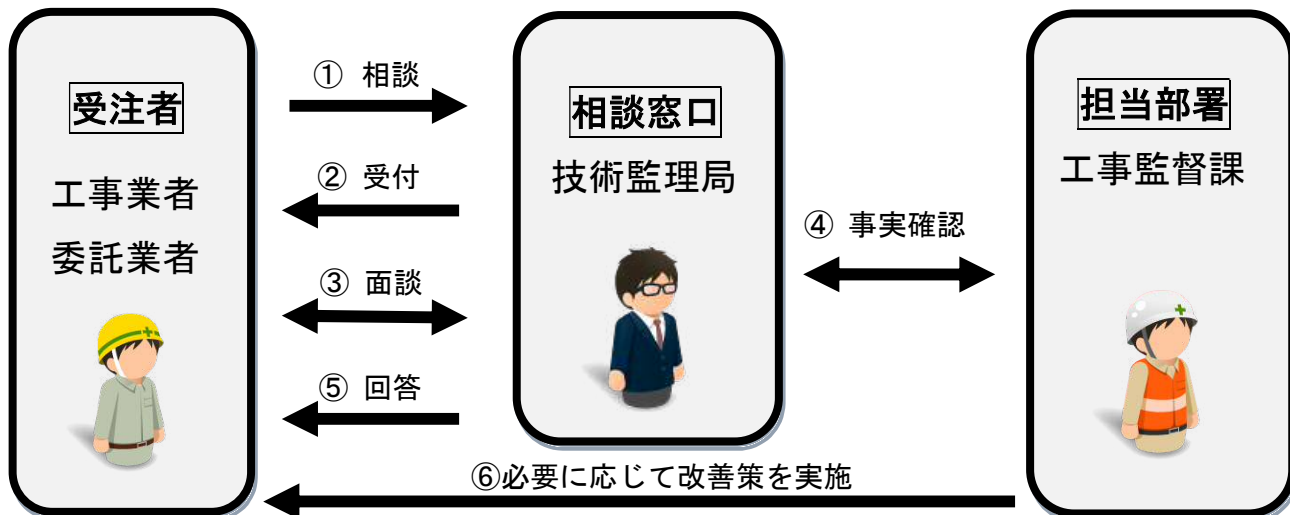 受注者
工事業者
委託業者
① 相談
② 受付
③ 面談
⑤ 回答
相談窓口
技術監理局
④ 事実確認
担当部署
工事監督課
⑥必要に応じて改善策を実施